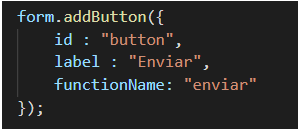 form.addButton({
id : "button",
label : "Enviar",
functionName: "enviar"
});